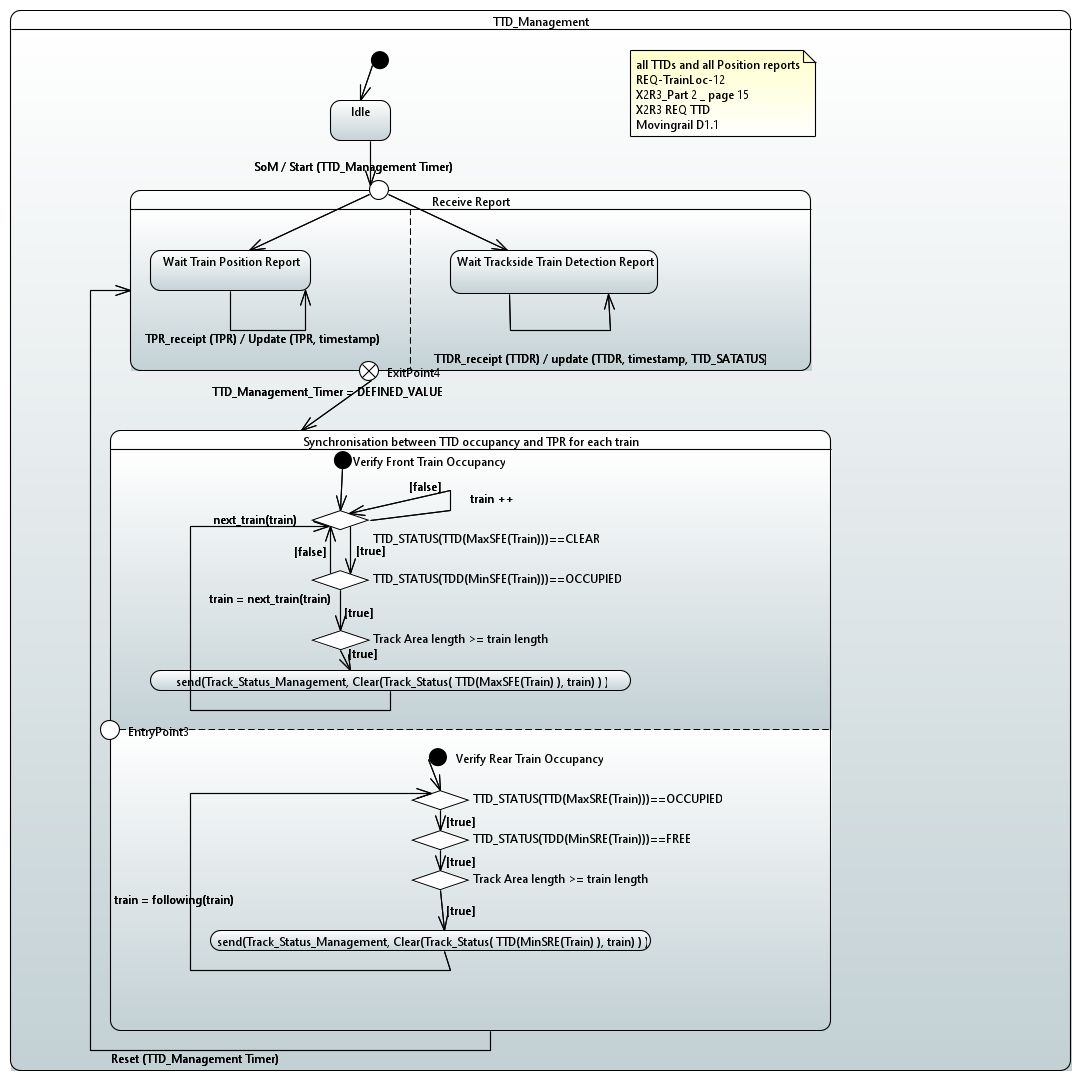 TTD_Management
all TTDs and all Position reports
REQ-TrainLoc-12
X2R3_Part 2 _ page 15
X2R3 REQ TTD
Movingrail D1.1
Idle
SoM / Start (TTD_Management Timer)
Receive Report
Wait Train Position Report
Wait Trackside Train Detection Report
TPR_receipt (TPR) / Update (TPR, timestamp)
TTDR_receipt (TTDR) / update (TTDR, timestamp, TTD_SATATUS)
ExitPoint4
TTD_Management_Timer = DEFINED_VALUE
Synchronisation between TTD occupancy and TPR for each train
Verify Front Train Occupancy
[false]
train ++
next_train(train)
TTD_STATUS(TTD(MaxSFE(Train)))==CLEAR
[false]
[true]
TTD_STATUS(TDD(MinSFE(Train)))==OCCUPIED
train = next_train(train)
[true]
Track Area length >= train length
[true]
send(Track_Status_Management, Clear(Track_Status( TTD(MaxSFE(Train) ), train) ) )
EntryPoint3
Verify Rear Train Occupancy
TTD_STATUS(TTD(MaxSRE(Train)))==OCCUPIED
[true]
TTD_STATUS(TDD(MinSRE(Train)))==FREE
[true]
Track Area length >= train length
train = following(train)
[true]
send(Track_Status_Management, Clear(Track_Status( TTD(MinSRE(Train) ), train) ) )
Reset (TTD_Management Timer)